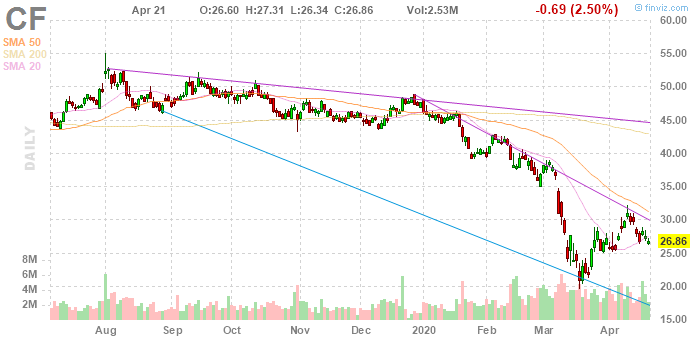 © finviz.com
CF
Apr 21 O:26.60 H:27.31 L:26.34 C:26.86 Vol:2.53M -0.69 (2.50%)
SMA 50
SMA 200
SMA 20
DAILY
60.00
55.00
50.00
45.00
40.00
35.00
30.00
26.86
25.00
20.00
15.00
8M
6M
4M
2M
Aug Sep Oct Nov Dec 2020 Feb Mar Apr